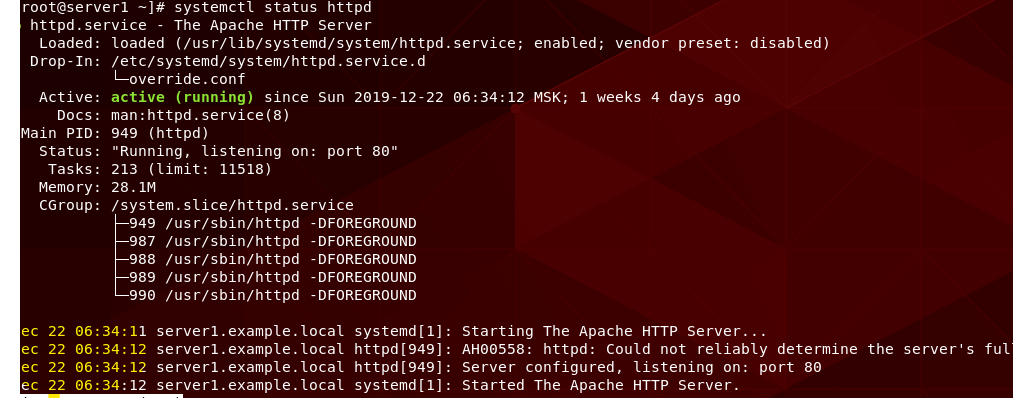 root@server1 ~]# systemctl status httpd
httpd.service - The Apache HTTP Server
Loaded: loaded (/usr/lib/systemd/system/httpd.service; enabled; vendor preset: disabled)
Drop-In: /etc/systemd/system/httpd.service.d
└─override.conf
Active: active (running) since Sun 2019-12-22 06:34:12 MSK; 1 weeks 4 days ago
Docs: man:httpd.service(8)
Main PID: 949 (httpd)
Status: "Running, listening on: port 80"
Tasks: 213 (limit: 11518)
Memory: 28.1M
CGroup: /system.slice/httpd.service
├─949 /usr/sbin/httpd -DFOREGROUND
├─987 /usr/sbin/httpd -DFOREGROUND
├─988 /usr/sbin/httpd -DFOREGROUND
├─989 /usr/sbin/httpd -DFOREGROUND
└─990 /usr/sbin/httpd -DFOREGROUND
ec 22 06:34:11 server1.example.local systemd[1]: Starting The Apache HTTP Server...
ec 22 06:34:12 server1.example.local httpd[949]: AH00558: httpd: Could not reliably determine the server's ful
ec 22 06:34:12 server1.example.local httpd[949]: Server configured, listening on: port 80
ec 22 06:34:12 server1.example.local systemd[1]: Started The Apache HTTP Server.